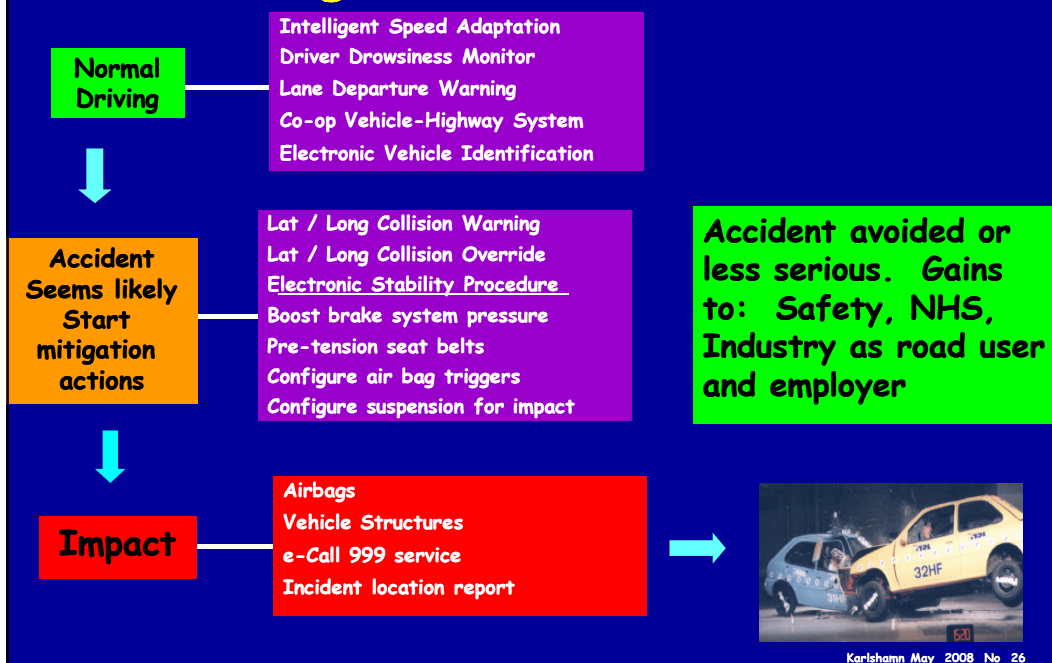 Normal
Driving
Intelligent Speed Adaptation
Driver Drowsiness Monitor
Lane Departure Warning
Co-op Vehicle-Highway System
Electronic Vehicle Identification
Accident
Seems likely
Start
mitigation
actions
Lat / Long Collision Warning
Lat / Long Collision Override
Electronic Stability Procedure
Boost brake system pressure
Pre-tension seat belts
Configure air bag triggers
Configure suspension for impact
Accident avoided or
less serious. Gains
to: Safety, NHS,
Industry as road user
and employer
Impact
Airbags
Vehicle Structures
e-Call 999 service
Incident location report
32HF
31HF
620
Karlshamn May 2008 No 26